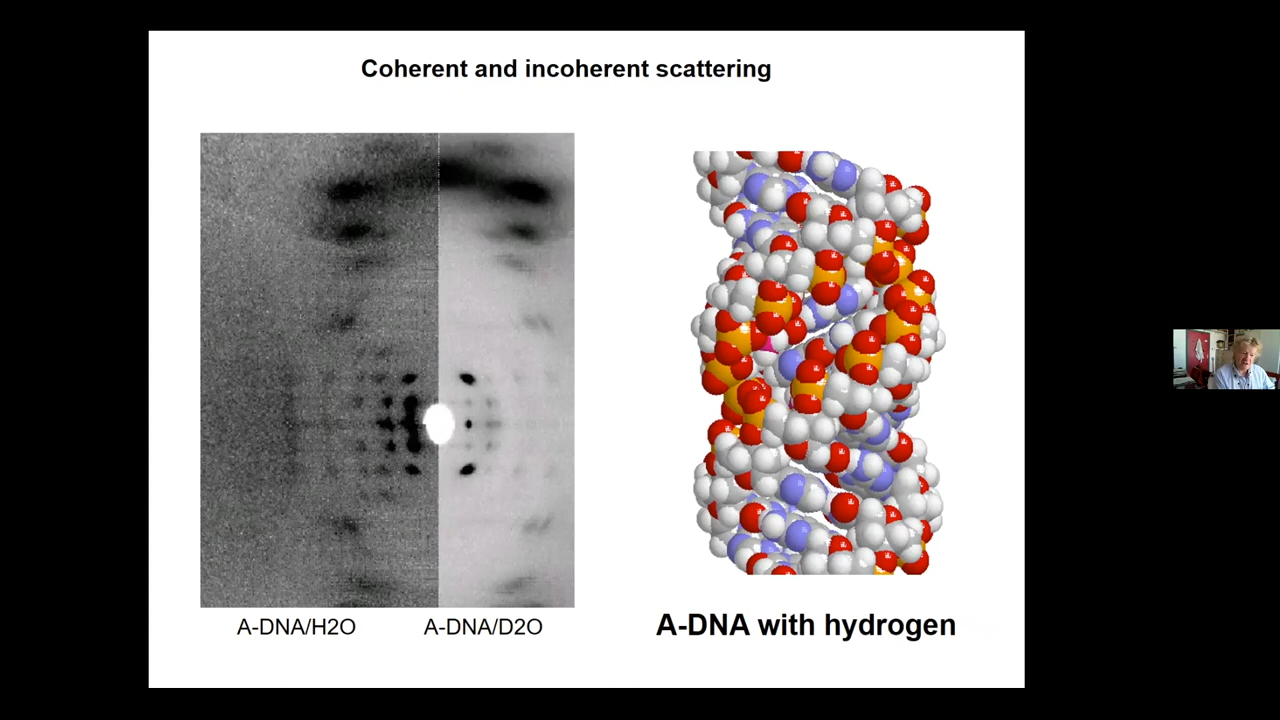 Coherent and incoherent scattering
A-DNA/H2O
A-DNA/D2O
A-DNA with hydrogen